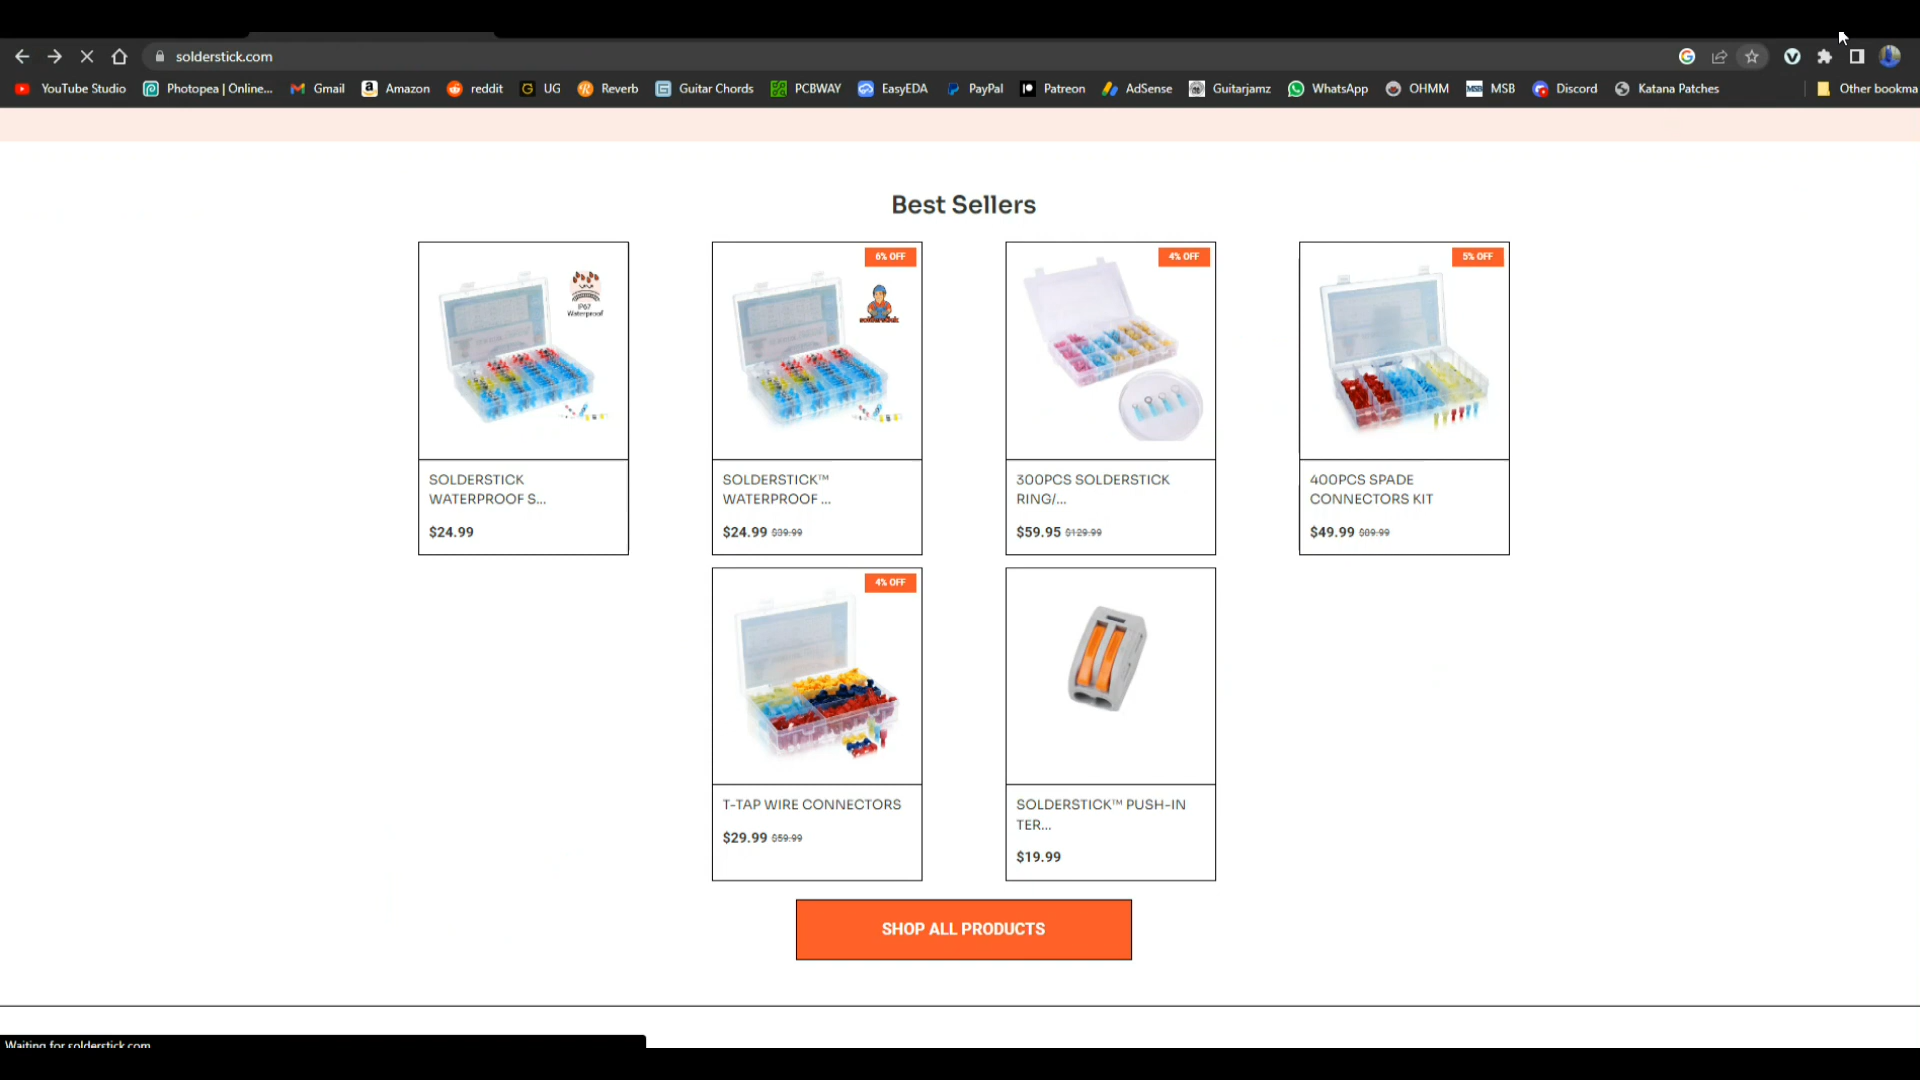 solderstick.com
YouTube Studio Photopea | Online... Gmail Amazon reddit UG Reverb Guitar Chords PCBWAY EasyEDA PayPal Patreon AdSense Guitarjamz WhatsApp OHMM MSB Discord Katana Patches Other bookma
Best Sellers
IP67
Waterproof
6% OFF
solderstick
4% OFF
5% OFF
SOLDERSTICK
WATERPROOF S...
$24.99
SOLDERSTICK™
WATERPROOF ...
$24.99 $39.99
300PCS SOLDERSTICK
RING/...
$59.95 $129.99
400PCS SPADE
CONNECTORS KIT
$49.99 $89.99
4% OFF
T-TAP WIRE CONNECTORS
$29.99 $59.99
SOLDERSTICK™ PUSH-IN
TER...
$19.99
SHOP ALL PRODUCTS
Waiting for solderstick.com